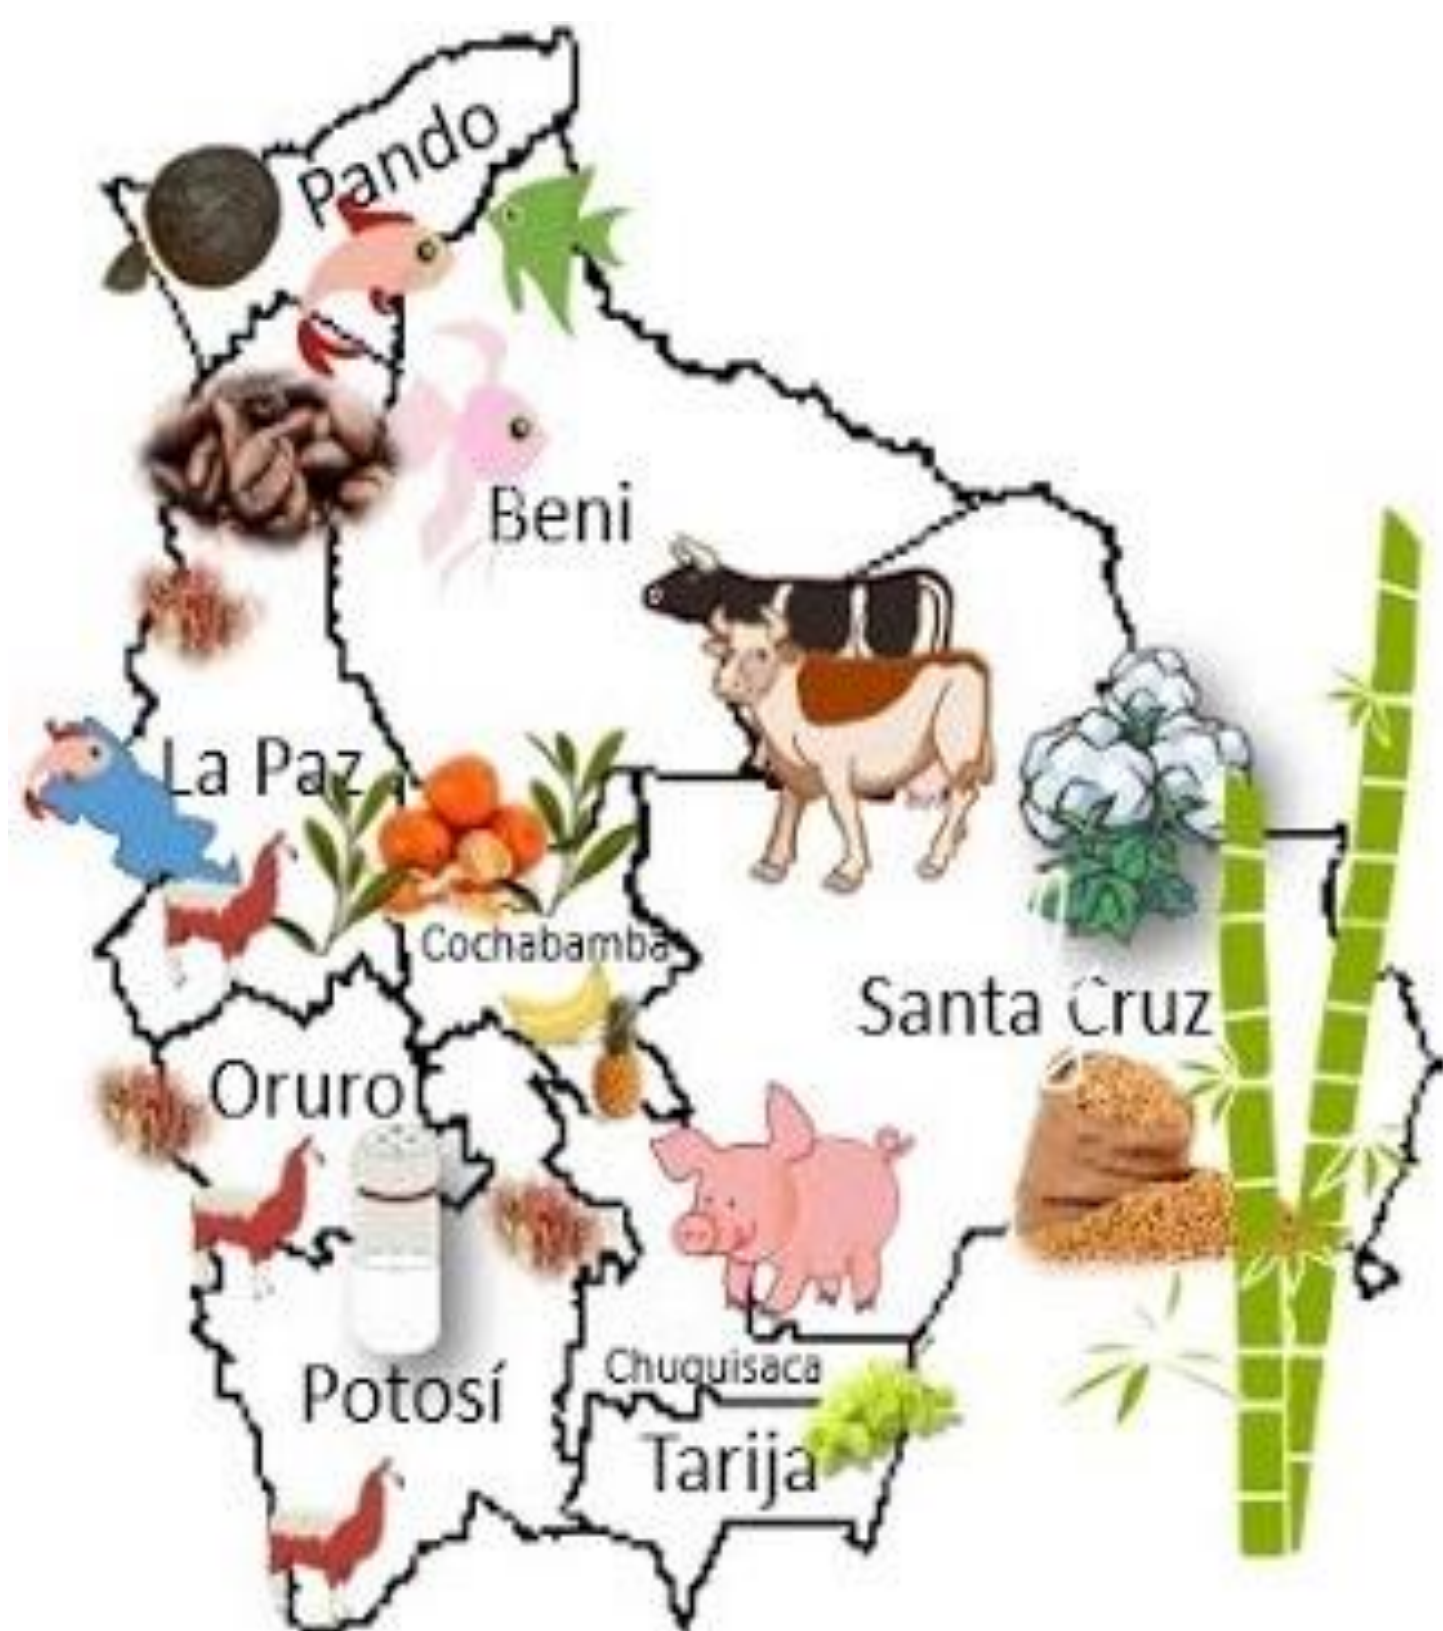 Pando
Beni
La Paz
Cochabamba
Santa Cruz
Oruro
Potosí
Chuquisaca
Tarija